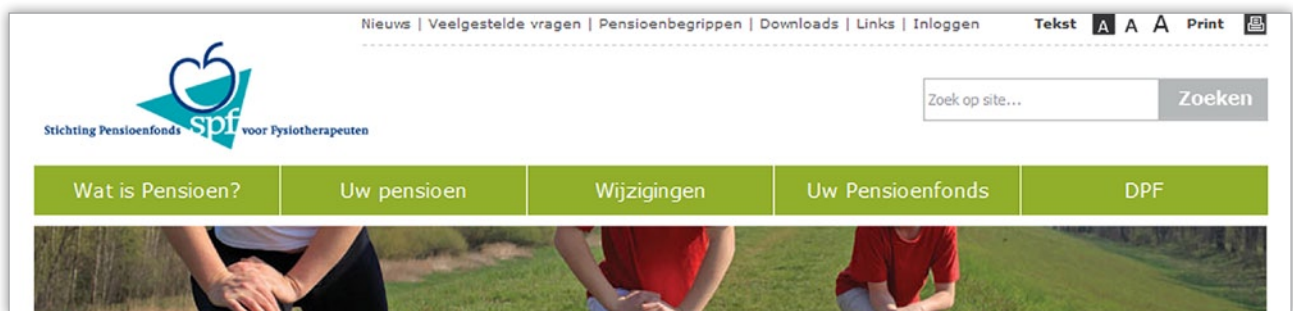 Nieuws | Veelgestelde vragen | Pensioenbegrippen | Downloads | Links | Inloggen Tekst A A A Print
Zoek op site... Zoeken
Stichting Pensioenfonds spf voor Fysiotherapeuten
Wat is Pensioen? Uw pensioen Wijzigingen Uw Pensioenfonds DPF